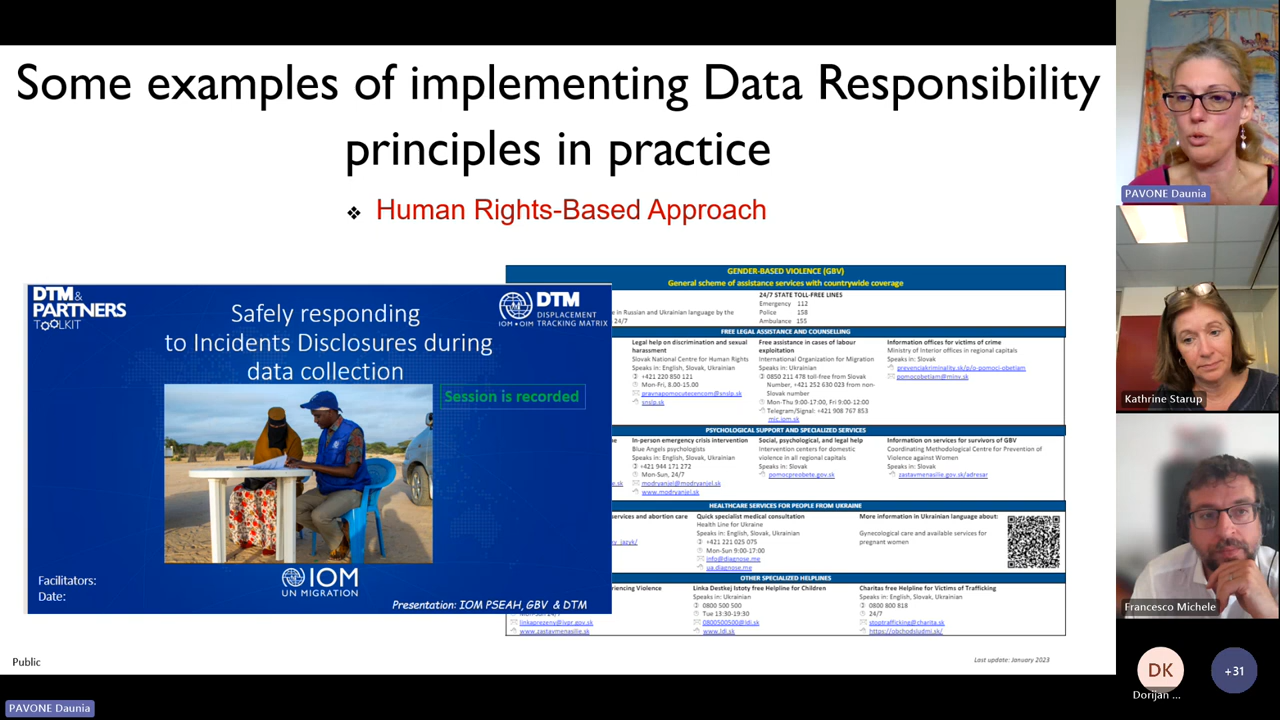 Some examples of implementing Data Responsibility
principles in practice
❖ Human Rights-Based Approach
DTM&
PARTNERS
TOOLKIT
IOM • OIM
DTM
DISPLACEMENT
TRACKING MATRIX
Safely responding
to Incidents Disclosures during
data collection
Session is recorded
Facilitators:
Date:
IOM
UN MIGRATION
Presentation: IOM PSEAH, GBV & DTM
GENDER-BASED VIOLENCE (GBV)
General scheme of assistance services with countrywide coverage
in Russian and Ukrainian language by the
24/7
24/7 STATE TOLL-FREE LINES
Emergency 112
Police 158
Ambulance 155
FREE LEGAL ASSISTANCE AND COUNSELLING
Legal help on discrimination and sexual
harassment
Slovak National Centre for Human Rights
Speaks in: English, Slovak, Ukrainian
+421 220 850 121
Mon-Fri, 8.00-15.00
snslp.sk
Free assistance in cases of labour
exploitation
International Organization for Migration
Speaks in: Ukrainian
0850 211 478 toll-free from Slovak
Number, +421 252 630 023 from non-
Slovak number
Mon-Thu 9:00-17:00, Fri 9:00-12:00
Telegram/Signal: +421 908 767 853
mic.iom.sk
Information offices for victims of crime
Ministry of Interior offices in regional capitals
Speaks in: Slovak
prevenciakriminality.sk/p/o-pomoci-obetiam
pomocobetiam@minv.sk
PSYCHOLOGICAL SUPPORT AND SPECIALIZED SERVICES
In-person emergency crisis intervention
Blue Angels psychologists
Speaks in: English, Slovak, Ukrainian
+421 944 171 272
Mon-Sun, 24/7
modryanjel@modryanjel.sk
www.modryanjel.sk
Social, psychological, and legal help
Intervention centers for domestic
violence in all regional capitals
Speaks in: Slovak
pomocpreobete.gov.sk
Information on services for survivors of GBV
Coordinating Methodological Centre for Prevention of
Violence against Women
Speaks in: Slovak
zastavmenasilie.gov.sk/adresar
HEALTHCARE SERVICES FOR PEOPLE FROM UKRAINE
services and abortion care
Quick specialist medical consultation
Health Line for Ukraine
Speaks in: English, Slovak, Ukrainian
+421 221 025 075
Mon-Sun 9:00-17:00
info@diagnose.me
ua.diagnose.me
More information in Ukrainian language about:
Gynecological care and available services for
pregnant women
OTHER SPECIALIZED HELPLINES
Violence
linkaprezeny@ivpr.gov.sk
www.zastavmenasilie.sk
Linka Destkej Istoty free Helpline for Children
Speaks in: Ukrainian
0800 500 500
Tue 13:30-19:30
0800500500@ldi.sk
www.ldi.sk
Charitas free Helpline for Victims of Trafficking
Speaks in: English, Slovak, Ukrainian
0800 800 818
24/7
stoptrafficking@charita.sk
https://obchodsludmi.sk/
Last update: January 2023
Public
PAVONE Daunia
PAVONE Daunia
Kathrine Starup
Francesco Michele
DK
Dorijan ...
+31